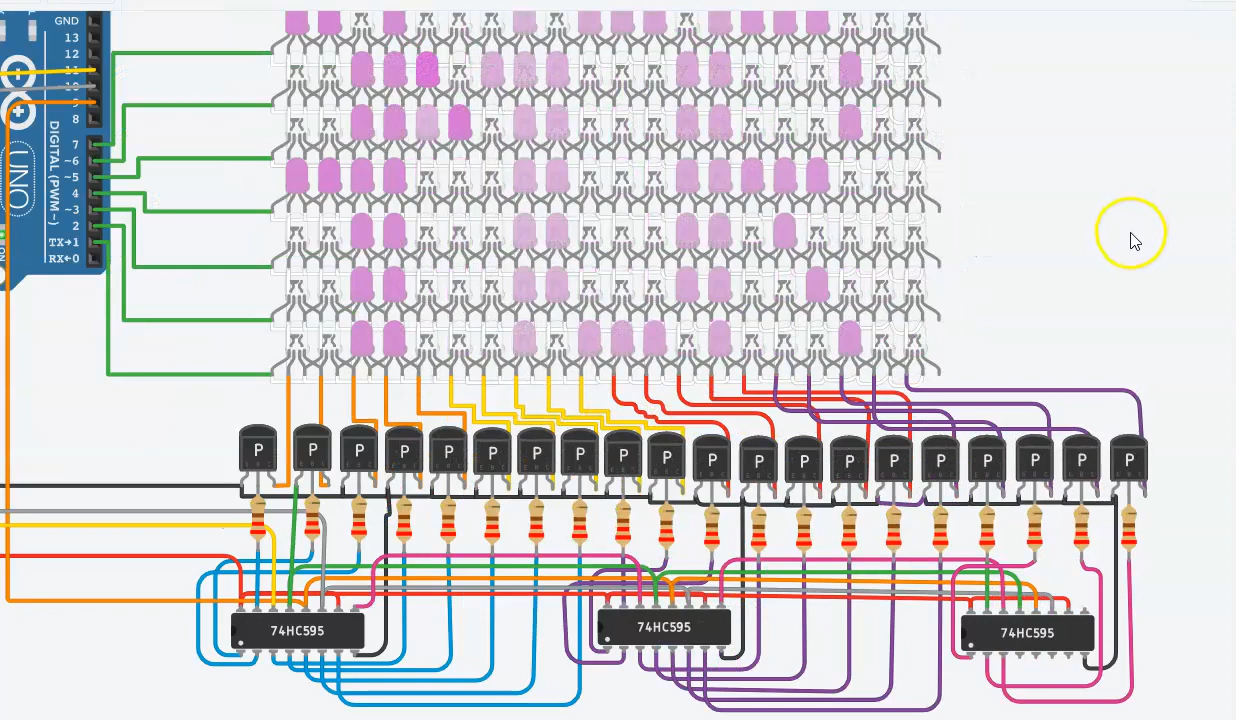 GND
13
12
11
10
9
8
7
~6
~5
4
~3
2
TX→1
RX←0
DIGITAL (PWM~)
UNO
ON
P P P P P P P P P P P P P P P P P P P P
74HC595 74HC595 74HC595